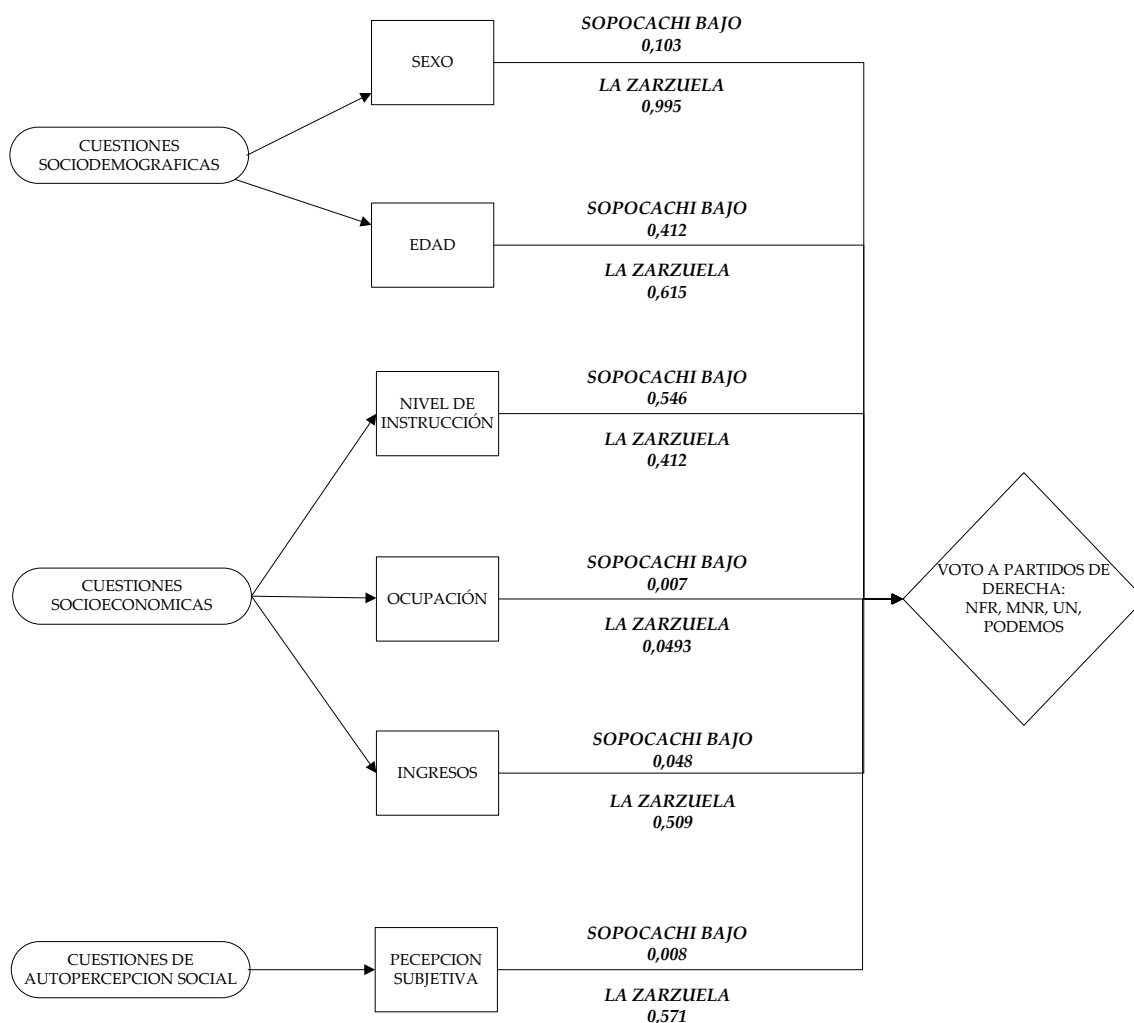 SOPOCACHI BAJO
0,103
SEXO
LA ZARZUELA
0,995
CUESTIONES
SOCIODEMOGRAFICAS
SOPOCACHI BAJO
0,412
EDAD
LA ZARZUELA
0,615
SOPOCACHI BAJO
0,546
NIVEL DE
INSTRUCCIÓN
LA ZARZUELA
0,412
CUESTIONES
SOCIOECONOMICAS
SOPOCACHI BAJO
0,007
OCUPACIÓN
LA ZARZUELA
0,0493
VOTO A PARTIDOS DE
DERECHA:
NFR, MNR, UN,
PODEMOS
SOPOCACHI BAJO
0,048
INGRESOS
LA ZARZUELA
0,509
CUESTIONES DE
AUTOPERCEPCION SOCIAL
SOPOCACHI BAJO
0,008
PECEPCION
SUBJETIVA
LA ZARZUELA
0,571